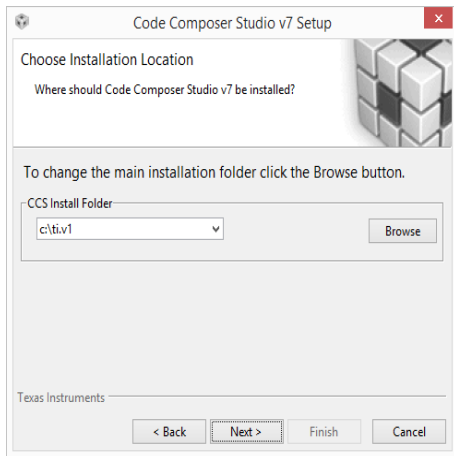 Code Composer Studio v7 Setup
Choose Installation Location
Where should Code Composer Studio v7 be installed?
To change the main installation folder click the Browse button.
CCS Install Folder
c:\ti.v1
Browse
Texas Instruments
< Back
Next >
Finish
Cancel